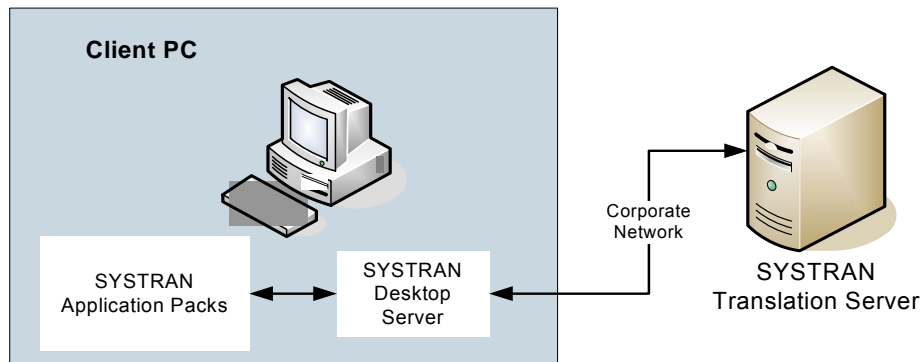 Client PC
SYSTRAN
Application Packs
SYSTRAN
Desktop
Server
Corporate
Network
SYSTRAN
Translation Server